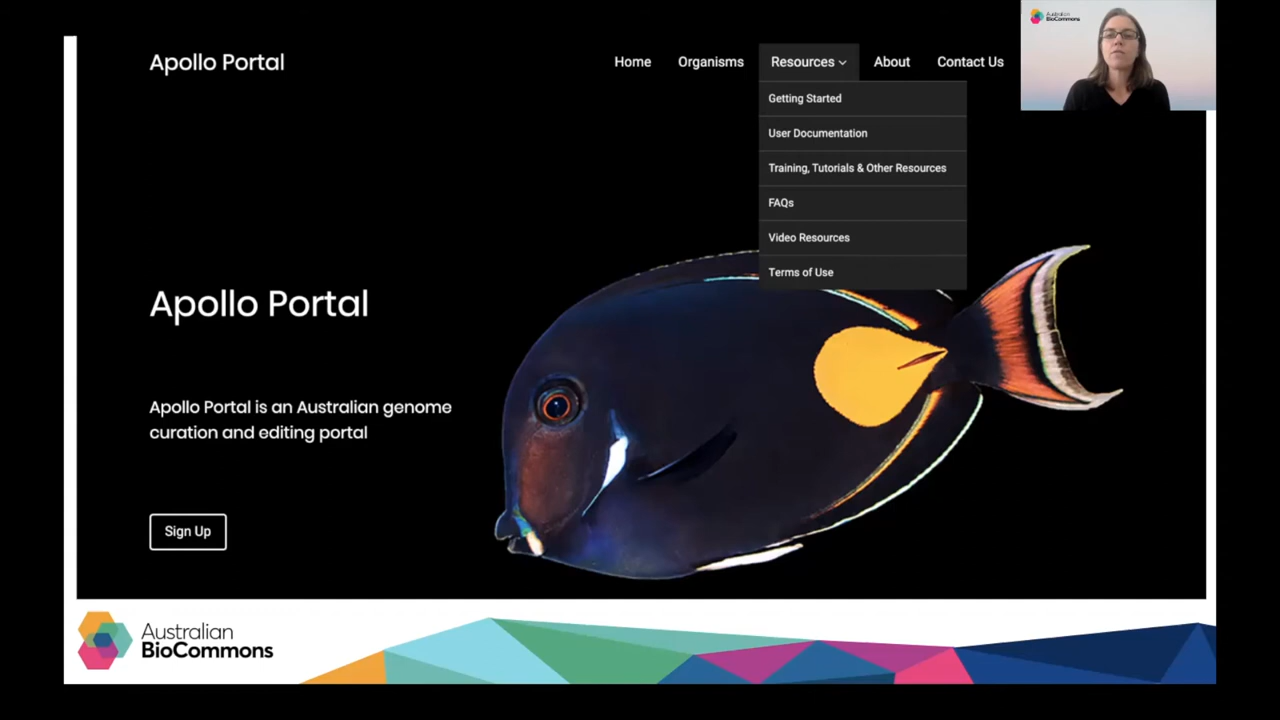 Apollo Portal
Home Organisms Resources About Contact Us
Getting Started
User Documentation
Training, Tutorials & Other Resources
FAQs
Video Resources
Terms of Use
Apollo Portal
Apollo Portal is an Australian genome
curation and editing portal
Sign Up
Australian
BioCommons
Australian
BioCommons